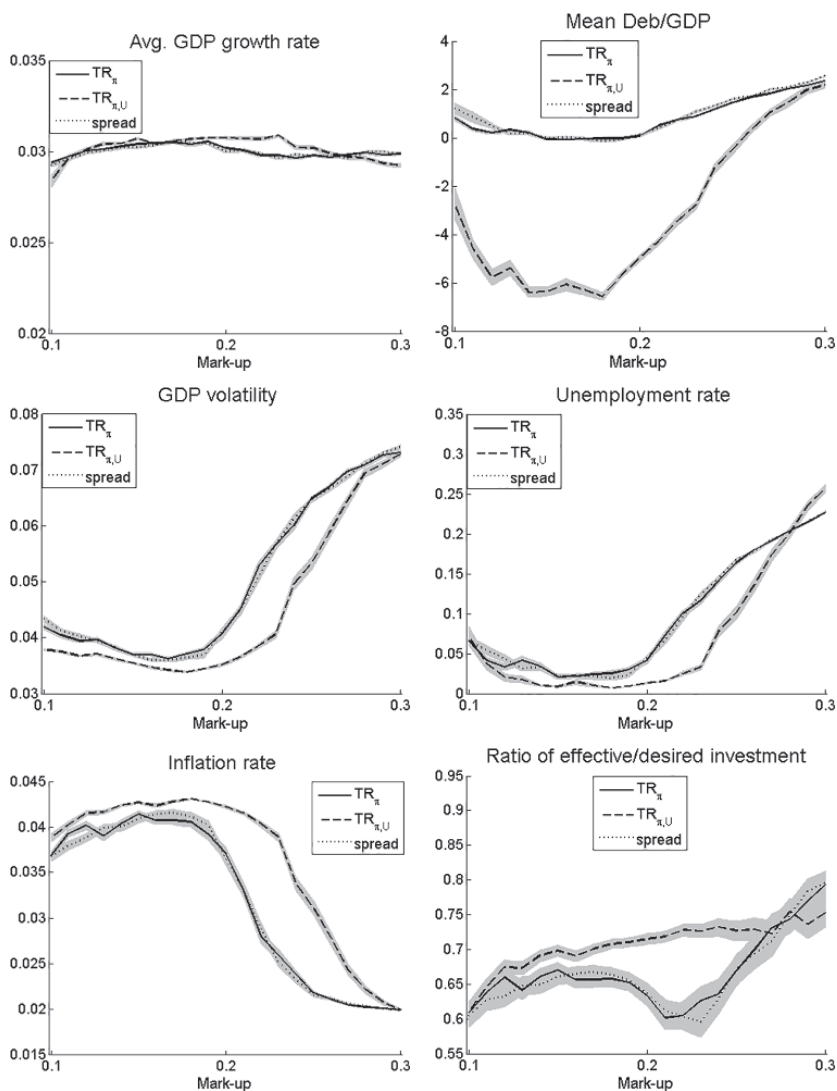 Avg. GDP growth rate
0.035
TRπ
TRπ,U
spread
0.03
0.025
0.02
0.1
0.2
0.3
Mark-up
Mean Deb/GDP
4
TRπ
TRπ,U
spread
2
0
-2
-4
-6
-8
0.1
0.2
0.3
Mark-up
GDP volatility
0.08
TRπ
TRπ,U
spread
0.07
0.06
0.05
0.04
0.03
0.1
0.2
0.3
Mark-up
Unemployment rate
0.35
TRπ
TRπ,U
spread
0.3
0.25
0.2
0.15
0.1
0.05
0
0.1
0.2
0.3
Mark-up
Inflation rate
0.045
TRπ
TRπ,U
spread
0.04
0.035
0.03
0.025
0.02
0.015
0.1
0.2
0.3
Mark-up
Ratio of effective/desired investment
0.95
TRπ
TRπ,U
spread
0.9
0.85
0.8
0.75
0.7
0.65
0.6
0.55
0.1
0.2
0.3
Mark-up